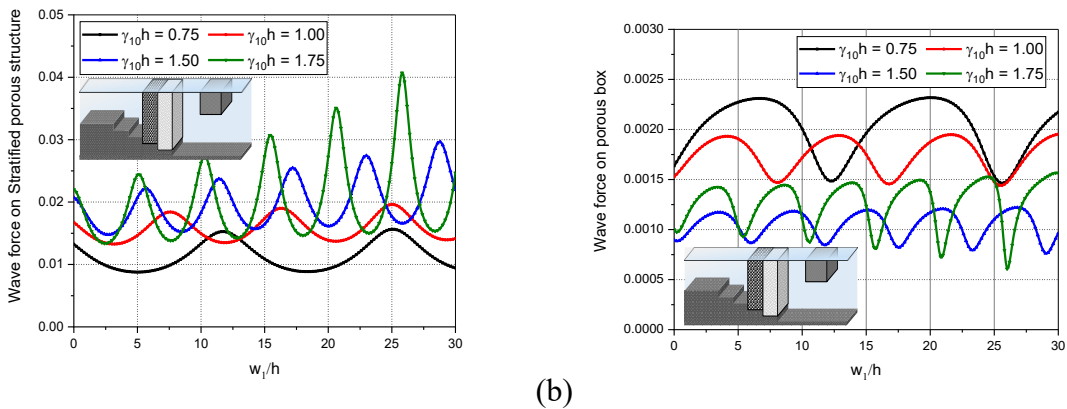 γ₁₀h = 0.75 γ₁₀h = 1.00
γ₁₀h = 1.50 γ₁₀h = 1.75
Wave force on Stratified porous structure
0.05
0.04
0.03
0.02
0.01
0.00
0 5 10 15 20 25 30
w₁/h
γ₁₀h = 0.75 γ₁₀h = 1.00
γ₁₀h = 1.50 γ₁₀h = 1.75
Wave force on porous box
0.0030
0.0025
0.0020
0.0015
0.0010
0.0005
0.0000
0 5 10 15 20 25 30
w₁/h
(b)